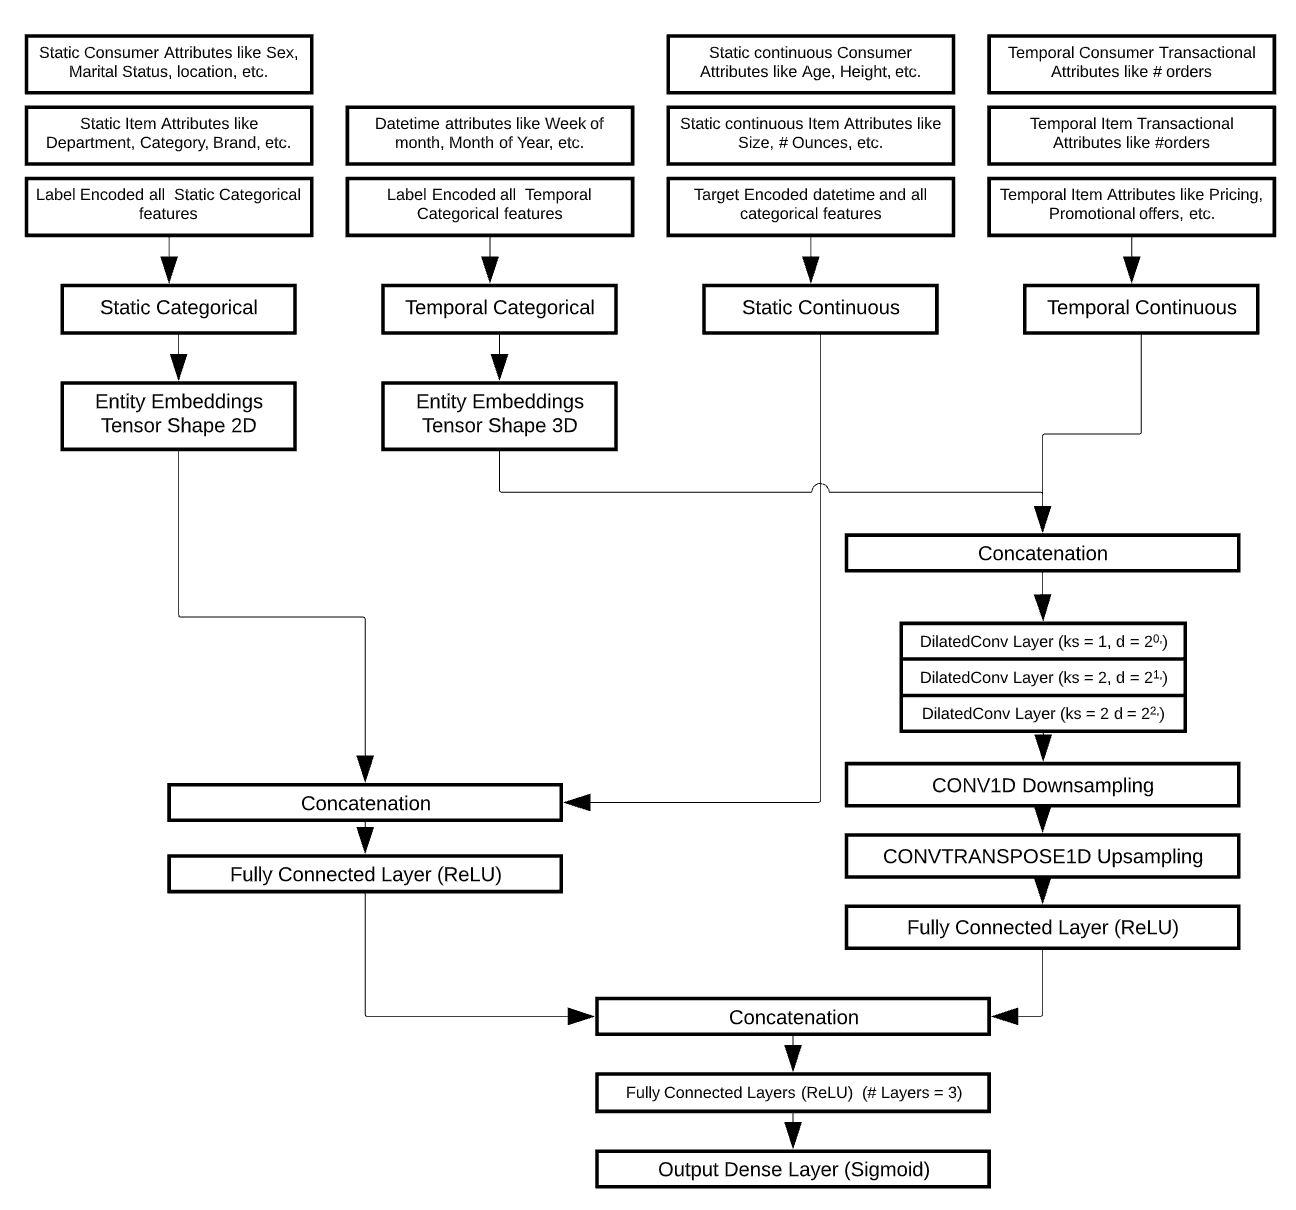 Static Consumer Attributes like Sex,
Marital Status, location, etc.
Static continuous Consumer
Attributes like Age, Height, etc.
Temporal Consumer Transactional
Attributes like # orders
Static Item Attributes like
Department, Category, Brand, etc.
Datetime attributes like Week of
month, Month of Year, etc.
Static continuous Item Attributes like
Size, # Ounces, etc.
Temporal Item Transactional
Attributes like #orders
Label Encoded all  Static Categorical
features
Label Encoded all  Temporal
Categorical features
Target Encoded datetime and all
categorical features
Temporal Item Attributes like Pricing,
Promotional offers, etc.
Static Categorical
Temporal Categorical
Static Continuous
Temporal Continuous
Entity Embeddings
Tensor Shape 2D
Entity Embeddings
Tensor Shape 3D
Concatenation
DilatedConv Layer (ks = 1, d = 2⁰,)
DilatedConv Layer (ks = 2, d = 2¹,)
DilatedConv Layer (ks = 2 d = 2²,)
CONV1D Downsampling
Concatenation
CONVTRANSPOSE1D Upsampling
Fully Connected Layer (ReLU)
Fully Connected Layer (ReLU)
Concatenation
Fully Connected Layers (ReLU)  (# Layers = 3)
Output Dense Layer (Sigmoid)